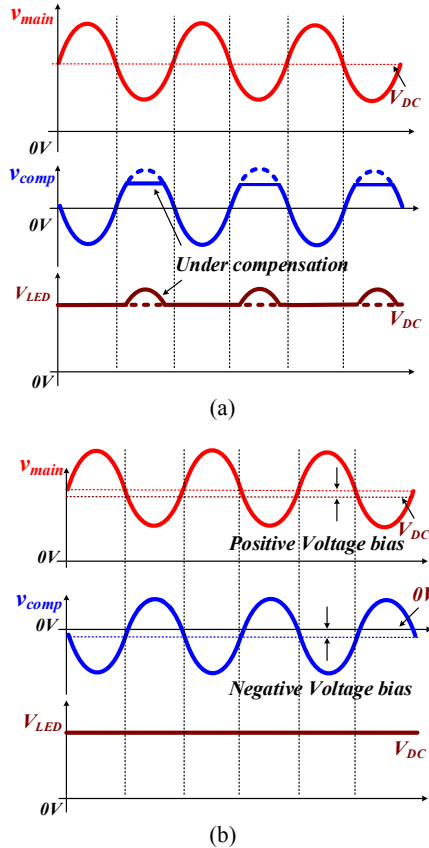 v_main
V_DC
0V
v_comp
0V
Under compensation
V_LED
V_DC
0V
(a)
v_main
V_DC
Positive Voltage bias
0V
v_comp
0V
0V
Negative Voltage bias
V_LED
V_DC
0V
(b)